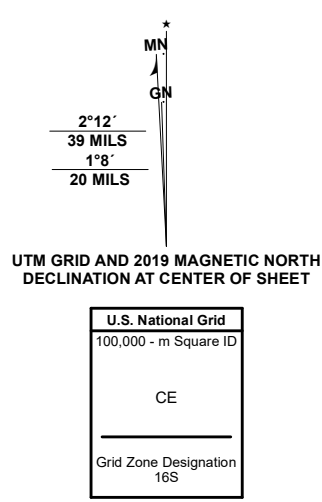 MN
GN
2°12´
39 MILS
1°8´
20 MILS
UTM GRID AND 2019 MAGNETIC NORTH
DECLINATION AT CENTER OF SHEET
U.S. National Grid
100,000 - m Square ID
CE
Grid Zone Designation
16S